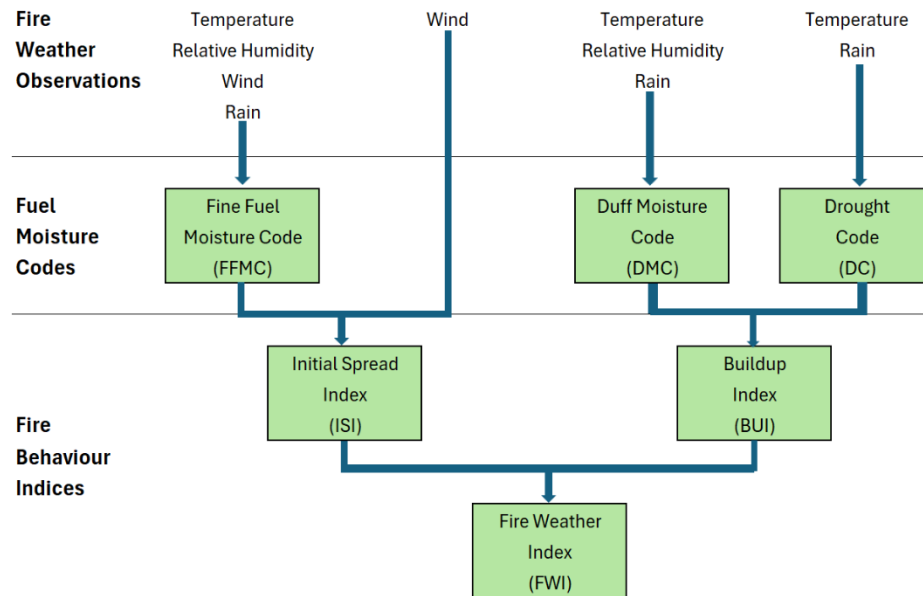 Fire
Weather
Observations
Temperature
Relative Humidity
Wind
Rain
Wind
Temperature
Relative Humidity
Rain
Temperature
Rain
Fuel
Moisture
Codes
Fine Fuel
Moisture Code
(FFMC)
Duff Moisture
Code
(DMC)
Drought
Code
(DC)
Fire
Behaviour
Indices
Initial Spread
Index
(ISI)
Buildup
Index
(BUI)
Fire Weather
Index
(FWI)